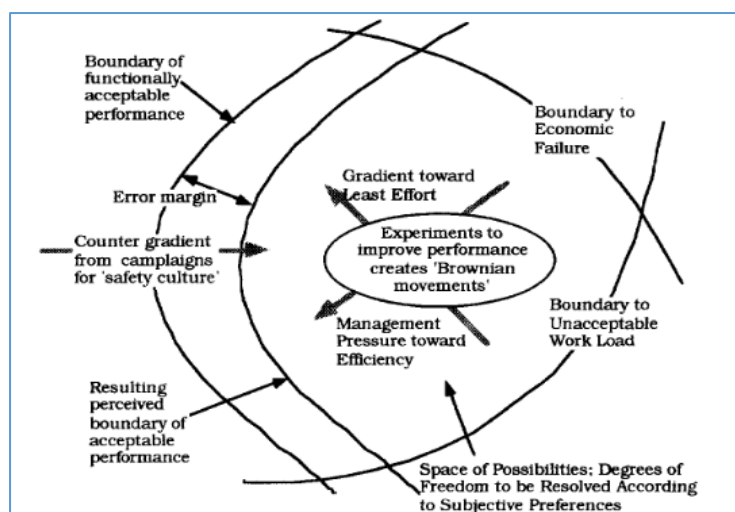 Boundary of
functionally
acceptable
performance
Boundary to
Economic
Failure
Gradient toward
Least Effort
Error margin
Counter gradient
from camplaigns
for 'safety culture'
Experiments to
improve performance
creates 'Brownian
movements'
Management
Pressure toward
Efficiency
Boundary to
Unacceptable
Work Load
Resulting
perceived
boundary of
acceptable
performance
Space of Possibilities; Degrees of
Freedom to be Resolved According
to Subjective Preferences